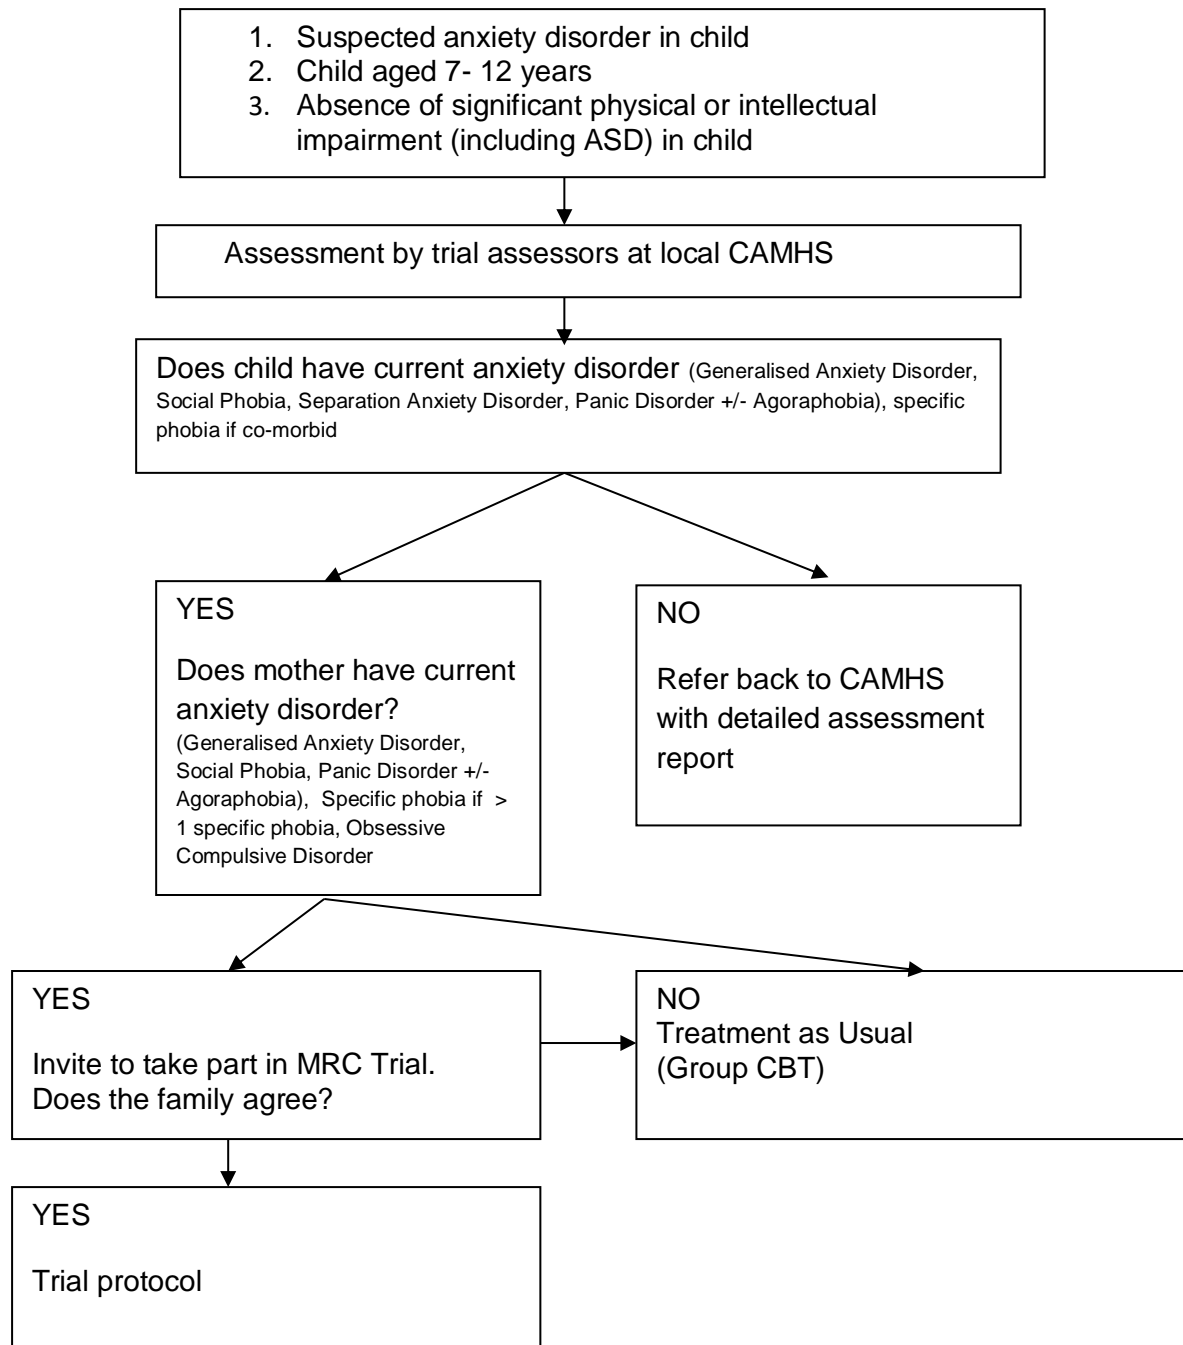 1. Suspected anxiety disorder in child
2. Child aged 7- 12 years
3. Absence of significant physical or intellectual
impairment (including ASD) in child
Assessment by trial assessors at local CAMHS
Does child have current anxiety disorder (Generalised Anxiety Disorder,
Social Phobia, Separation Anxiety Disorder, Panic Disorder +/- Agoraphobia), specific
phobia if co-morbid
YES
Does mother have current
anxiety disorder?
(Generalised Anxiety Disorder,
Social Phobia, Panic Disorder +/-
Agoraphobia), Specific phobia if >
1 specific phobia, Obsessive
Compulsive Disorder
NO
Refer back to CAMHS
with detailed assessment
report
YES
Invite to take part in MRC Trial.
Does the family agree?
NO
Treatment as Usual
(Group CBT)
YES
Trial protocol